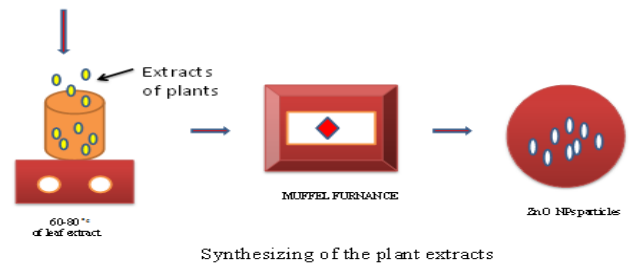 Extracts
of plants
MUFFEL FURNANCE
60-80°c
of leaf extract.
ZnO NPsparticles
Synthesizing of the plant extracts